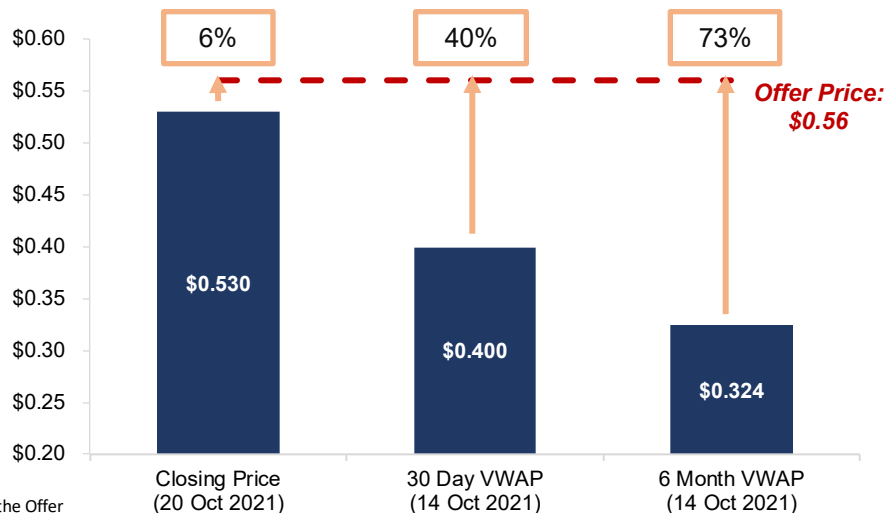 6%
40%
73%
$0.60
$0.55
$0.50
$0.45
$0.40
$0.35
$0.30
$0.25
$0.20
Offer Price:
$0.56
$0.530
$0.400
$0.324
Closing Price
(20 Oct 2021)
30 Day VWAP
(14 Oct 2021)
6 Month VWAP
(14 Oct 2021)
the Offer